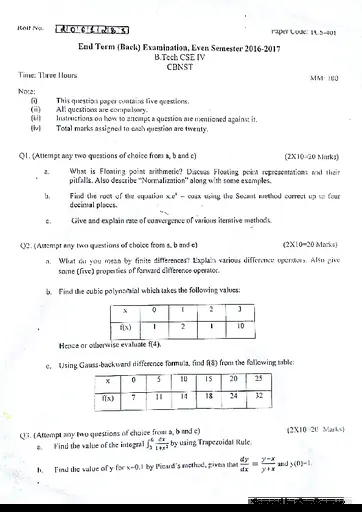 Roll No.
Paper Code: TCS-401
End Term (Back) Examination, Even Semester 2016-2017
B.Tech CSE IV
CBNST
Time: Three Hours
MM: 100
Note:
(i) This question paper contains five questions.
(ii) All questions are compulsory.
(iii) Instructions on how to attempt a question are mentioned against it.
(iv) Total marks assigned to each question are twenty.
Q1. (Attempt any two questions of choice from a, b and c) (2X10=20 Marks)
a. What is Floating point arithmetic? Discuss Floating point representations and their
pitfalls. Also describe "Normalization" along with some examples.
b. Find the root of the equation x.eˣ – cosx using the Secant method correct up to four
decimal places.
c. Give and explain rate of convergence of various iterative methods.
Q2. (Attempt any two questions of choice from a, b and c) (2X10=20 Marks)
a. What do you mean by finite differences? Explain various difference operators. Also give
some (five) properties of forward difference operator.
b. Find the cubic polynomial which takes the following values:
x 0 1 2 3
f(x) 1 2 1 10
Hence or otherwise evaluate f(4).
c. Using Gauss-backward difference formula, find f(8) from the following table:
x 0 5 10 15 20 25
f(x) 7 11 14 18 24 32
Q3. (Attempt any two questions of choice from a, b and c) (2X10=20 Marks)
a. Find the value of the integral dx/1+x² by using Trapezoidal Rule.
b. Find the value of y for x=0.1 by Picard's method, given that dy/dx = y−x/y+x and y(0)=1.